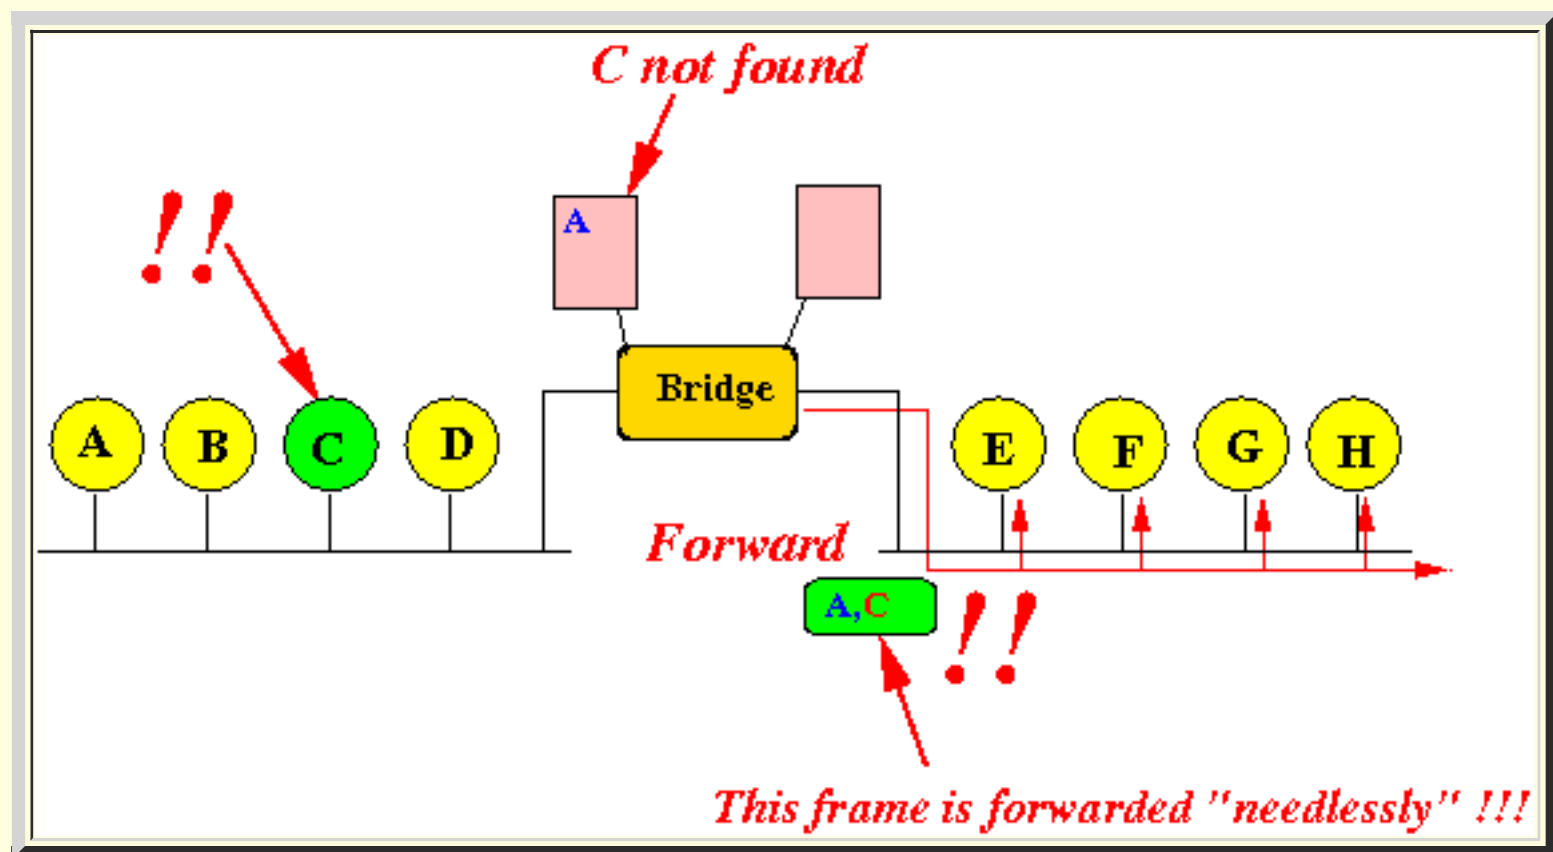 C not found
!!
A
Bridge
A
B
C
D
E
F
G
H
Forward
A,C
!!
This frame is forwarded "needlessly" !!!